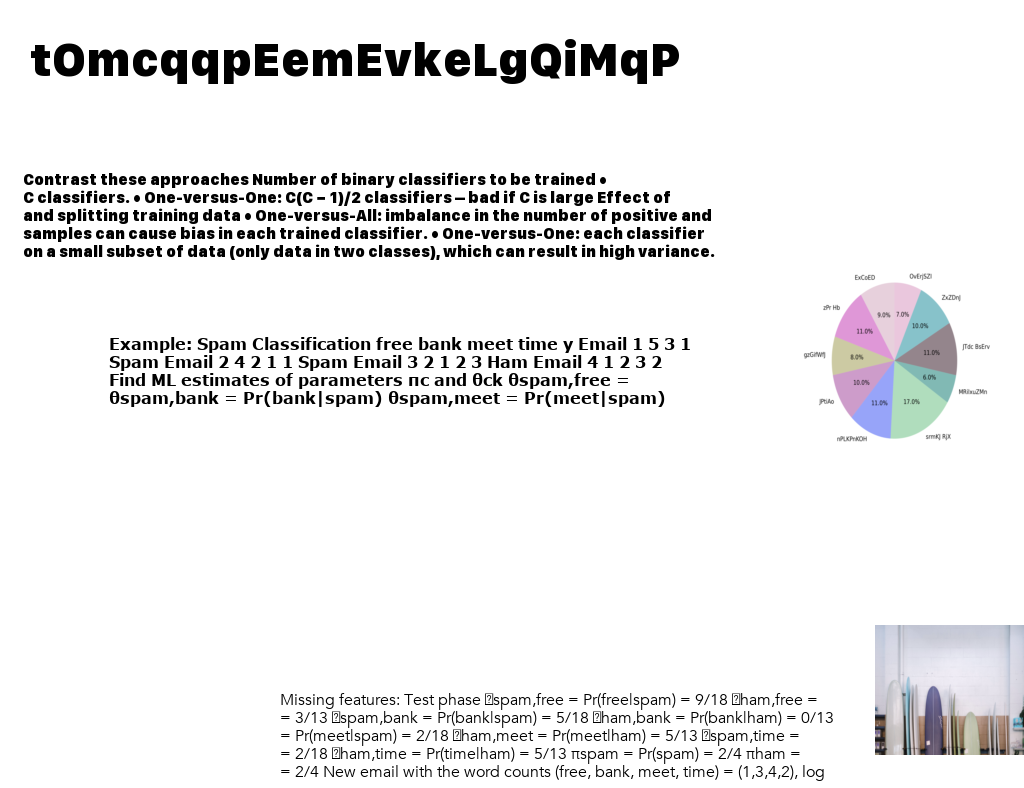 tOmcqqpEemEvkeLgQiMqP
Contrast these approaches Number of binary classifiers to be trained •
C classifiers. • One-versus-One: C(C − 1)/2 classifiers – bad if C is large Effect of
and splitting training data • One-versus-All: imbalance in the number of positive and
samples can cause bias in each trained classifier. • One-versus-One: each classifier
on a small subset of data (only data in two classes), which can result in high variance.
ExCoED
OvErjSZI
zPr Hb
ZxZDnJ
9.0%
7.0%
10.0%
11.0%
gzGifWfJ
8.0%
11.0%
JTdc BsErv
10.0%
6.0%
JPtiAo
11.0%
17.0%
MRilxuZMn
nPLKPnKOH
srmKJ RjX
Example: Spam Classification free bank meet time y Email 1 5 3 1
Spam Email 2 4 2 1 1 Spam Email 3 2 1 2 3 Ham Email 4 1 2 3 2
Find ML estimates of parameters πc and θck θspam,free =
θspam,bank = Pr(bank|spam) θspam,meet = Pr(meet|spam)
Missing features: Test phase spam,free = Pr(free|spam) = 9/18 ham,free =
= 3/13 spam,bank = Pr(bank|spam) = 5/18 ham,bank = Pr(bank|ham) = 0/13
= Pr(meet|spam) = 2/18 ham,meet = Pr(meet|ham) = 5/13 spam,time =
= 2/18 ham,time = Pr(time|ham) = 5/13 πspam = Pr(spam) = 2/4 πham =
= 2/4 New email with the word counts (free, bank, meet, time) = (1,3,4,2), log